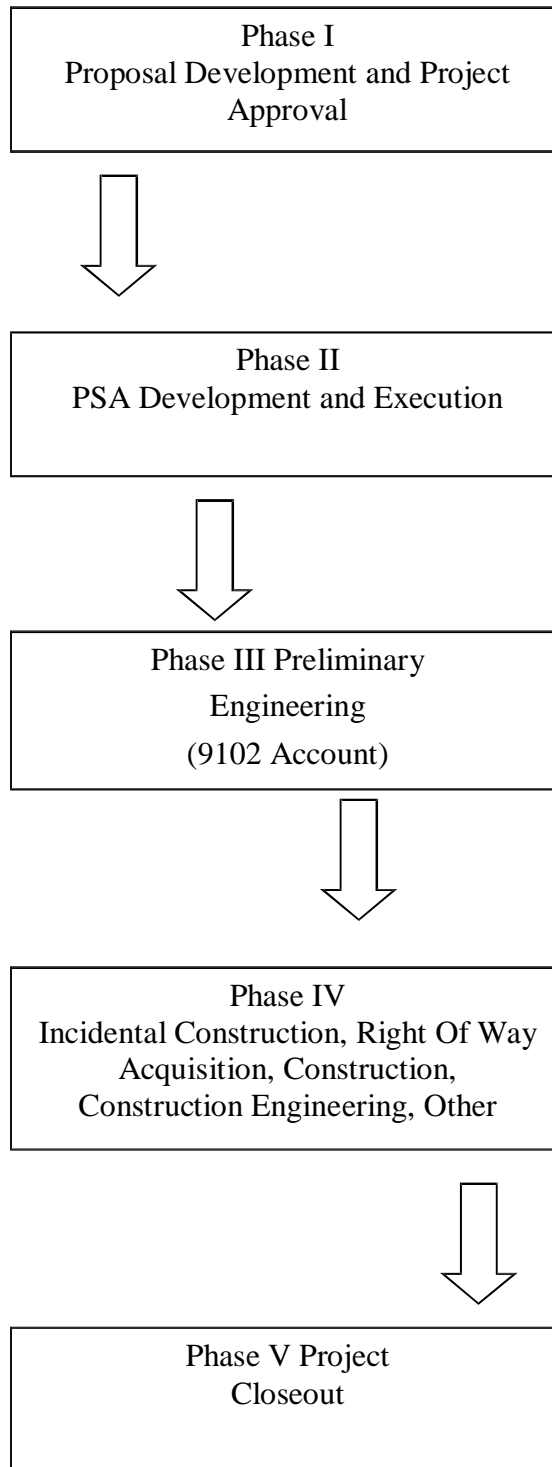 Phase I
Proposal Development and Project
Approval
Phase II
PSA Development and Execution
Phase III Preliminary
Engineering
(9102 Account)
Phase IV
Incidental Construction, Right Of Way
Acquisition, Construction,
Construction Engineering, Other
Phase V Project
Closeout